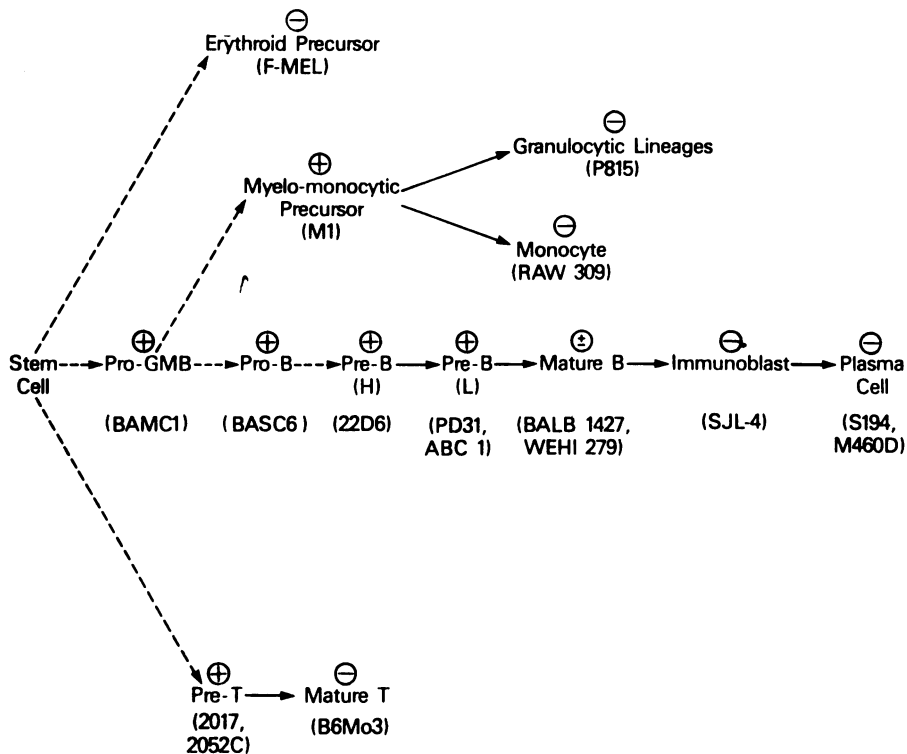 ⊖
Erythroid Precursor
(F-MEL)
⊖
Granulocytic Lineages
(P815)
⊕
Myelo-monocytic
Precursor
(M1)
⊖
Monocyte
(RAW 309)
Stem
Cell
⊕
Pro-GMB
(BAMC1)
⊕
Pro-B
(BASC6)
⊕
Pre-B
(H)
(22D6)
⊕
Pre-B
(L)
(PD31,
ABC 1)
±
Mature B
(BALB 1427,
WEHI 279)
⊖
Immunoblast
(SJL-4)
⊖
Plasma
Cell
(S194,
M460D)
⊕
Pre-T
(2017,
2052C)
⊖
Mature T
(B6Mo3)